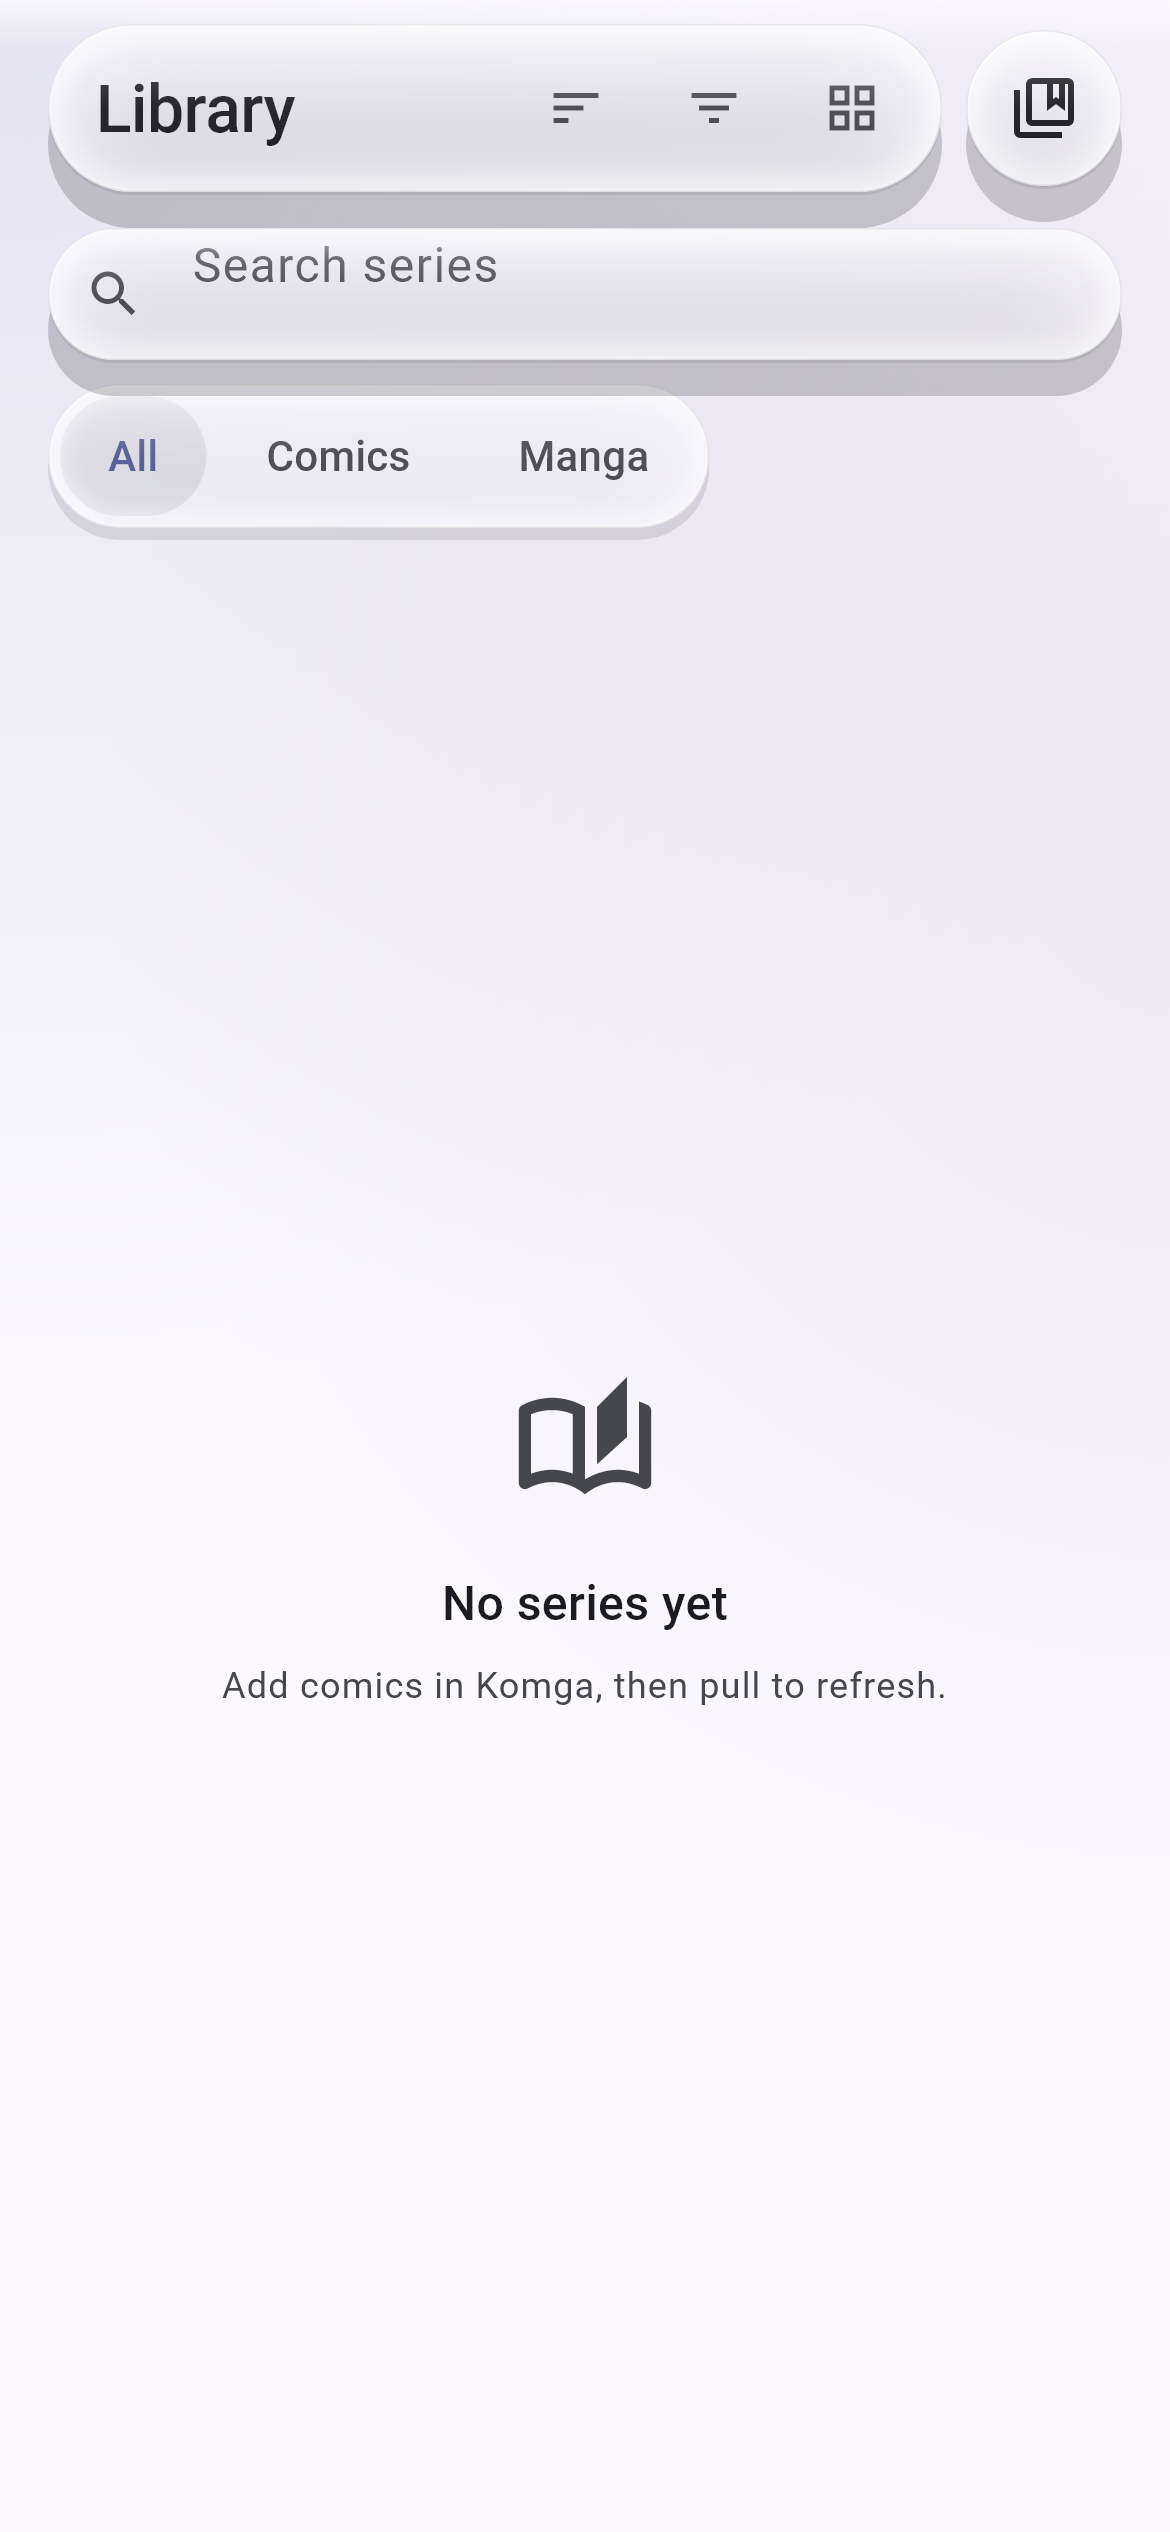 Library
Search series
All Comics Manga
No series yet
Add comics in Komga, then pull to refresh.